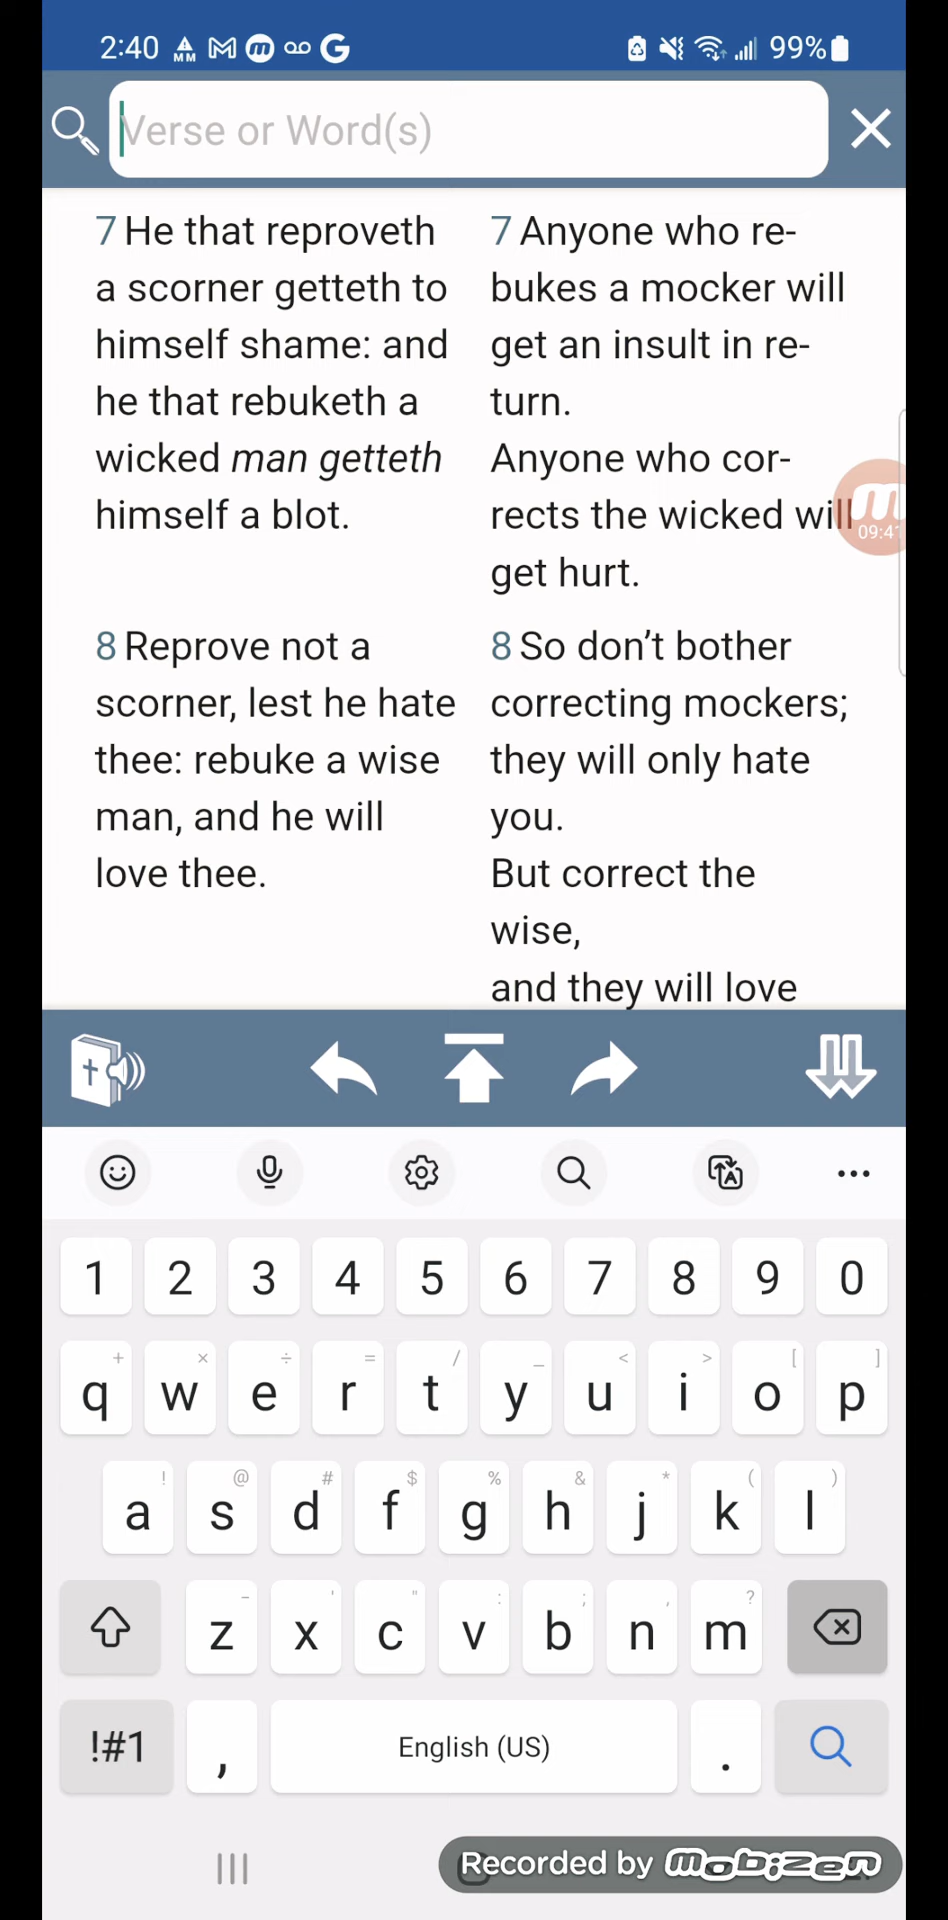 2:40 99%
Verse or Word(s)
7 He that reproveth
a scorner getteth to
himself shame: and
he that rebuketh a
wicked man getteth
himself a blot.
7 Anyone who re-
bukes a mocker will
get an insult in re-
turn.
Anyone who cor-
rects the wicked will
get hurt.
09:41
8 Reprove not a
scorner, lest he hate
thee: rebuke a wise
man, and he will
love thee.
8 So don’t bother
correcting mockers;
they will only hate
you.
But correct the
wise,
and they will love
1 2 3 4 5 6 7 8 9 0
+ × ÷ = / _ < > [ ]
q w e r t y u i o p
! @ # $ % & * ( )
a s d f g h j k l
- ' " : ; , ?
z x c v b n m
!#1 , English (US) .
Recorded by mobizen